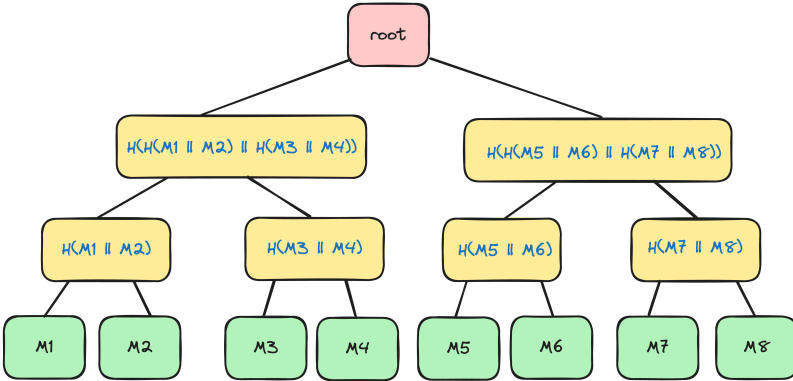 root
H(H(M1 || M2) || H(M3 || M4))
H(H(M5 || M6) || H(M7 || M8))
H(M1 || M2)
H(M3 || M4)
H(M5 || M6)
H(M7 || M8)
M1
M2
M3
M4
M5
M6
M7
M8